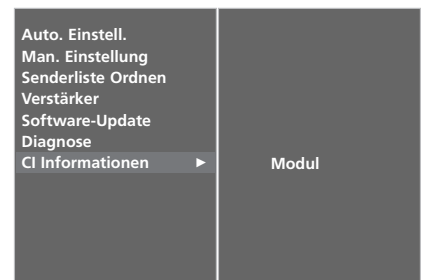 Auto. Einstell.
Man. Einstellung
Senderliste Ordnen
Verstärker
Software-Update
Diagnose
CI Informationen ►
Modul